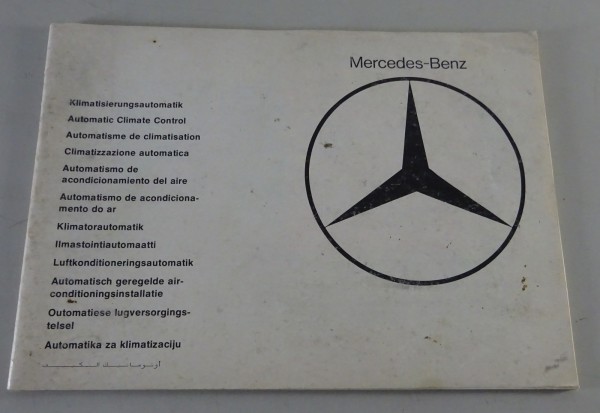 Mercedes-Benz
Klimatisierungsautomatik
Automatic Climate Control
Automatisme de climatisation
Climatizzazione automatica
Automatismo de
acondicionamiento del aire
Automatismo de acondiciona-
mento do ar
Klimatorautomatik
Ilmastointiautomaatti
Luftkonditioneringsautomatik
Automatisch geregelde air-
conditioningsinstallatie
Outomatiese lugversorgings-
telsel
Automatika za klimatizaciju